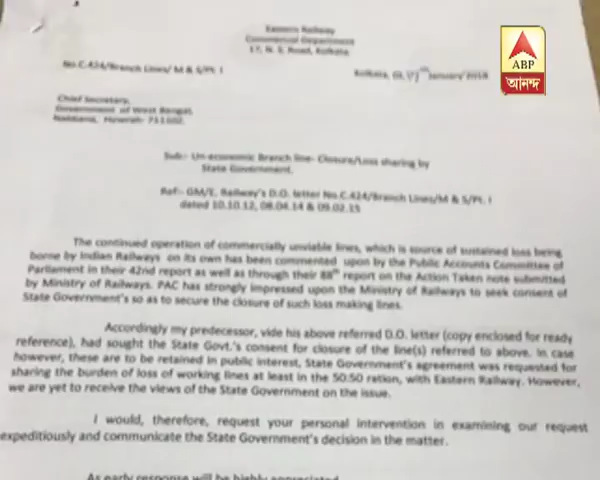 Eastern Railway
Commercial Department
17, N. S. Road, Kolkata
ABP
আনন্দ
No.C.424/Branch Lines/ M & S/Pt. I
Kolkata, January 2018
Chief Secretary,
Government of West Bengal,
Nabbana, Howrah- 711102.
Sub:- Un-economic Branch line- Closure/Loss sharing by
State Government.
Ref:- GM/E. Railway's D.O. letter No.C.424/Branch Lines/M & S/Pt. I
dated 10.10.12, 08.04.14 & 09.02.15
The continued operation of commercially unviable lines, which is source of sustained loss being
borne by Indian Railways on its own has been commented upon by the Public Accounts Committee of
Parliament in their 42nd report as well as through their 88th report on the Action Taken note submitted
by Ministry of Railways. PAC has strongly impressed upon the Ministry of Railways to seek consent of
State Government's so as to secure the closure of such loss making lines.
Accordingly my predecessor, vide his above referred D.O. letter (copy enclosed for ready
reference), had sought the State Govt.'s consent for closure of the line(s) referred to above. In case
however, these are to be retained in public interest, State Government's agreement was requested for
sharing the burden of loss of working lines at least in the 50:50 ration, with Eastern Railway. However,
we are yet to receive the views of the State Government on the issue.
I would, therefore, request your personal intervention in examining our request
expeditiously and communicate the State Government's decision in the matter.
As early response will be highly appreciated.